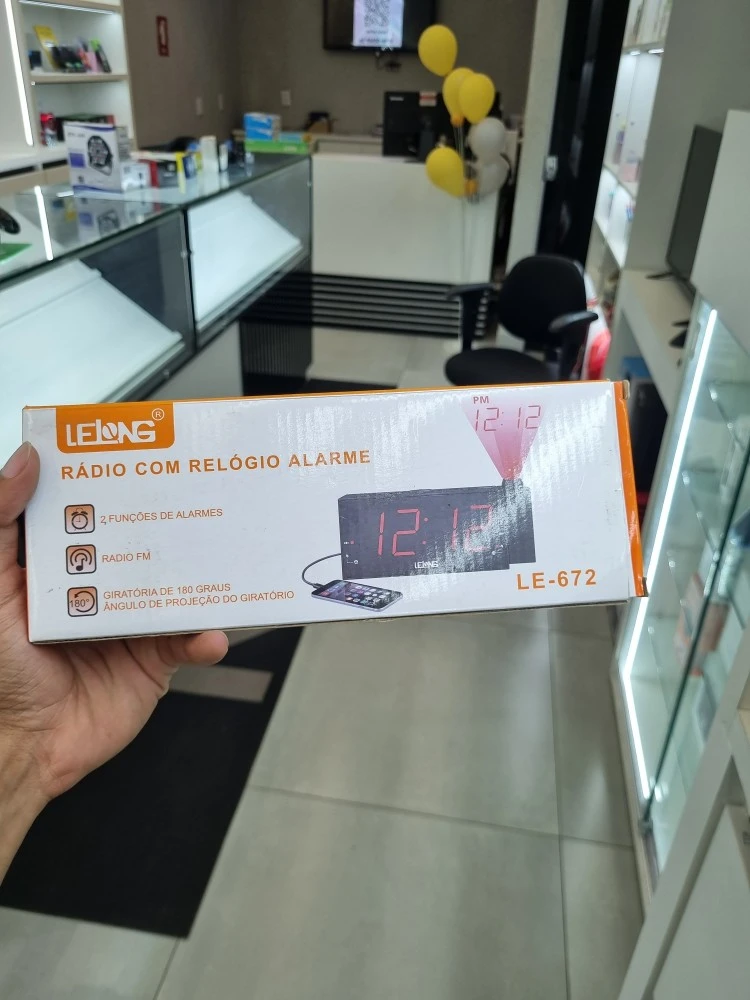 LELONG®
RÁDIO COM RELÓGIO ALARME
2 FUNÇÕES DE ALARMES
RADIO FM
180°
GIRATÓRIA DE 180 GRAUS
ÂNGULO DE PROJEÇÃO DO GIRATÓRIO
PM
12:12
12:12
LELONG
LE-672